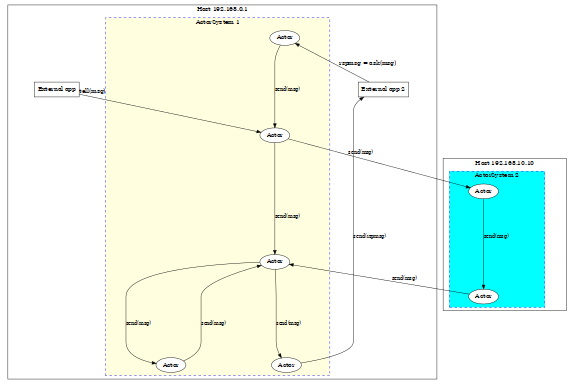 Host 192.168.0.1
ActorSystem 1
Actor
rspmsg = ask(msg)
External app
tell(msg)
send(msg)
External app 2
Actor
send(msg)
Host 192.168.10.10
ActorSystem 2
Actor
send(msg)
send(rspmsg)
send(msg)
Actor
send(msg)
Actor
send(msg)
send(msg)
send(msg)
Actor
Actor